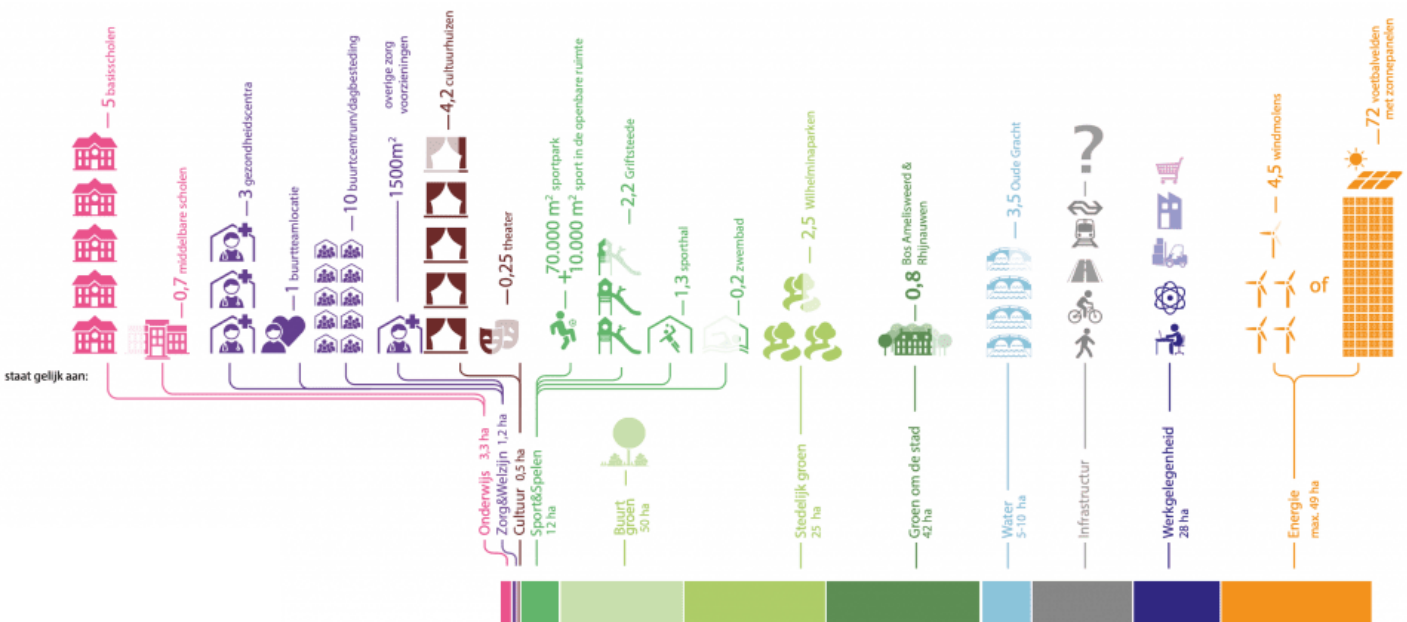 5 basisscholen
0,7 middelbare scholen
3 gezondheidscentra
1 buurtteamlocatie
10 buurtcentrum/dagbesteding
overige zorg
voorzieningen
1500m²
4,2 cultuurhuizen
0,25 theater
70.000 m² sportpark
+
10.000 m² sport in de openbare ruimte
2,2 Griftsteede
1,3 sporthal
0,2 zwembad
2,5 Wilhelminaparken
0,8 Bos Amelisweerd &
Rhijnauwen
3,5 Oude Gracht
?
4,5 windmolens
of
72 voetbalvelden
met zonnepanelen
staat gelijk aan:
Onderwijs 3,3 ha
Zorg&Welzijn 1,2 ha
Cultuur 0,5 ha
Sport&Spelen
12 ha
Buurt
groen
50 ha
Stedelijk groen
25 ha
Groen om de stad
42 ha
Water
5-10 ha
Infrastructur
Werkgelegenheid
28 ha
Energie
max. 49 ha